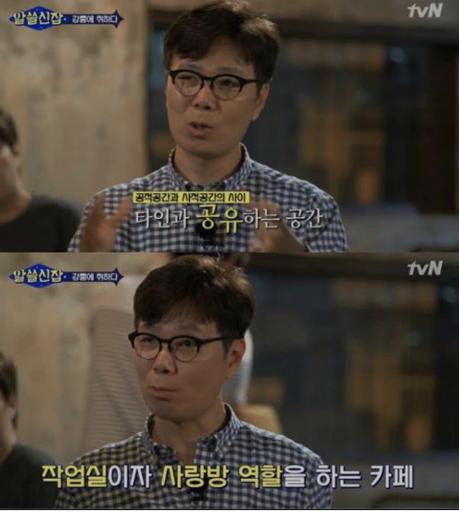 알쓸신잡
강릉에 취하다
tvN
공적공간과 사적공간의 사이
타인과 공유하는 공간
알쓸신잡
강릉에 취하다
tvN
작업실이자 사랑방 역할을 하는 카페